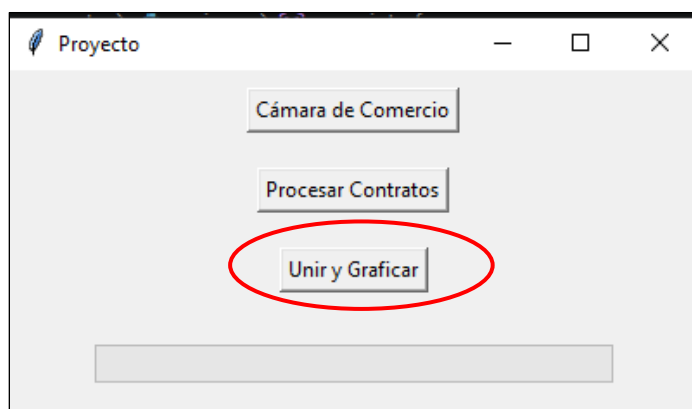 Proyecto
Cámara de Comercio
Procesar Contratos
Unir y Graficar